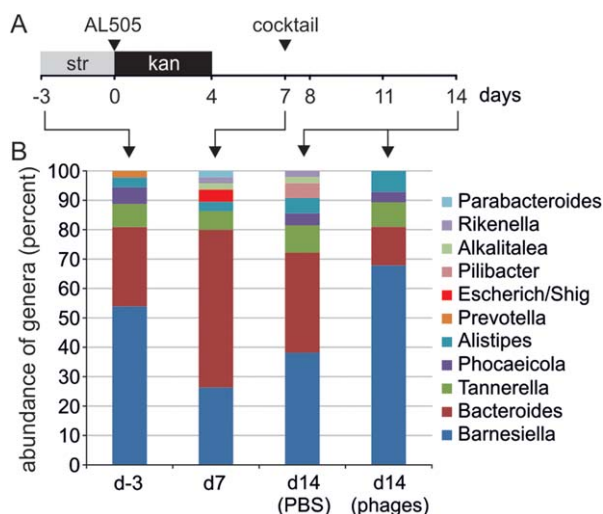 A
AL505
cocktail
str
kan
-3
0
4
7
8
11
14
days
B
abundance of genera (percent)
100
90
80
70
60
50
40
30
20
10
0
d-3
d7
d14
(PBS)
d14
(phages)
Parabacteroides
Rikenella
Alkalitalea
Pilibacter
Escherich/Shig
Prevotella
Alistipes
Phocaeicola
Tannerella
Bacteroides
Barnesiella